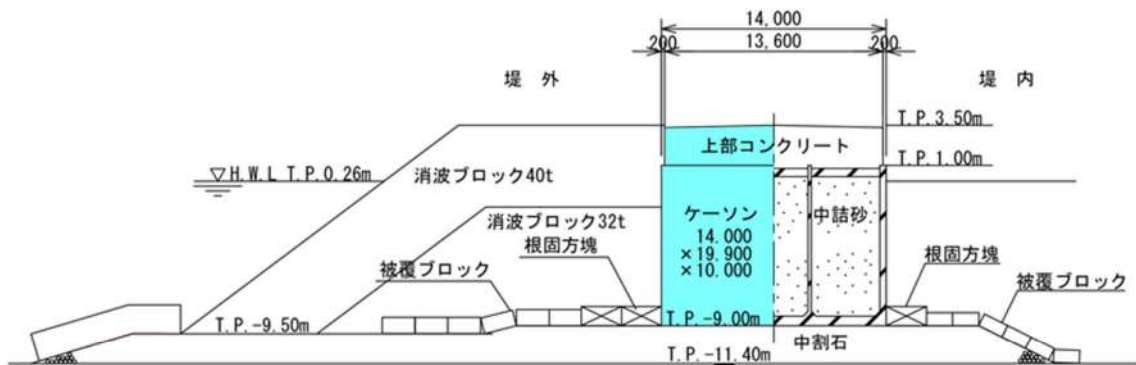 14,000
200
13,600
200
堤 外
堤 内
T.P.3.50m
上部コンクリート
T.P.1.00m
▽H.W.L T.P.0.26m
消波ブロック40t
消波ブロック32t
ケーソン
14.000
×19.900
×10.000
中詰砂
根固方塊
被覆ブロック
根固方塊
被覆ブロック
T.P.-9.50m
T.P.-9.00m
中割石
T.P.-11.40m